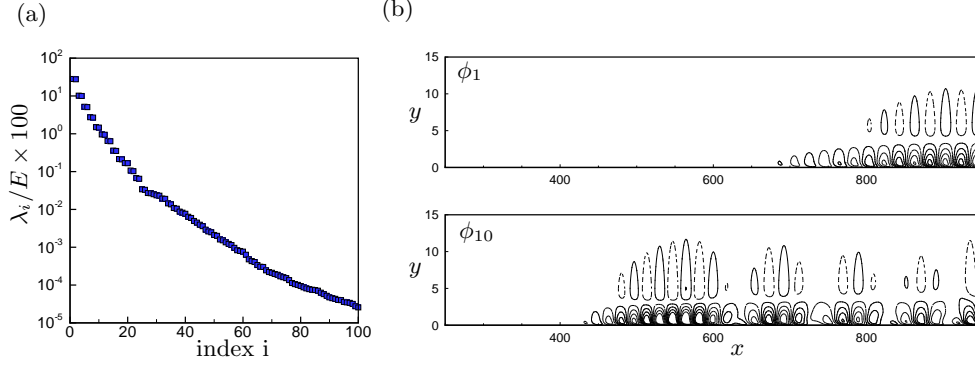 (a)
(b)
λᵢ/E × 100
10²
10¹
10⁰
10⁻¹
10⁻²
10⁻³
10⁻⁴
10⁻⁵
0 20 40 60 80 100
index i
ϕ₁
y
15
10
5
0
400 600 800
ϕ₁₀
y
15
10
5
0
400 600 800
x